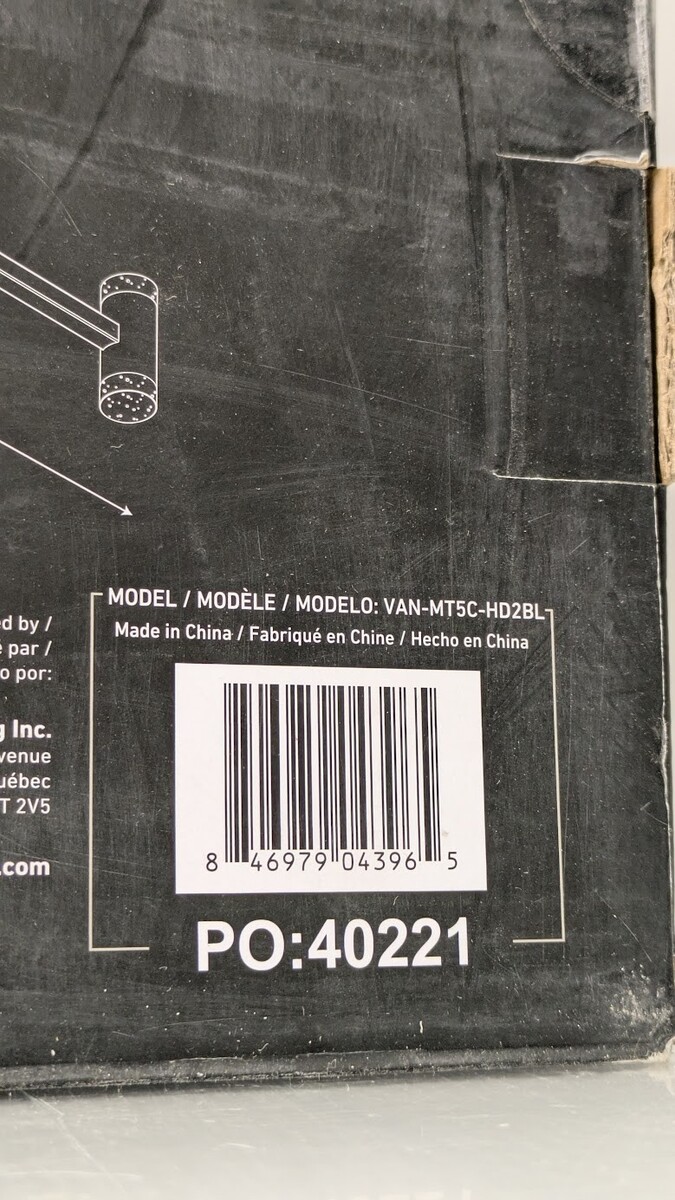 MODEL / MODÈLE / MODELO: VAN-MT5C-HD2BL
Made in China / Fabriqué en Chine / Hecho en China
ed by /
par /
o por:
Inc.
venue
uébec
T 2V5
.com
8 46979 04396 5
PO:40221